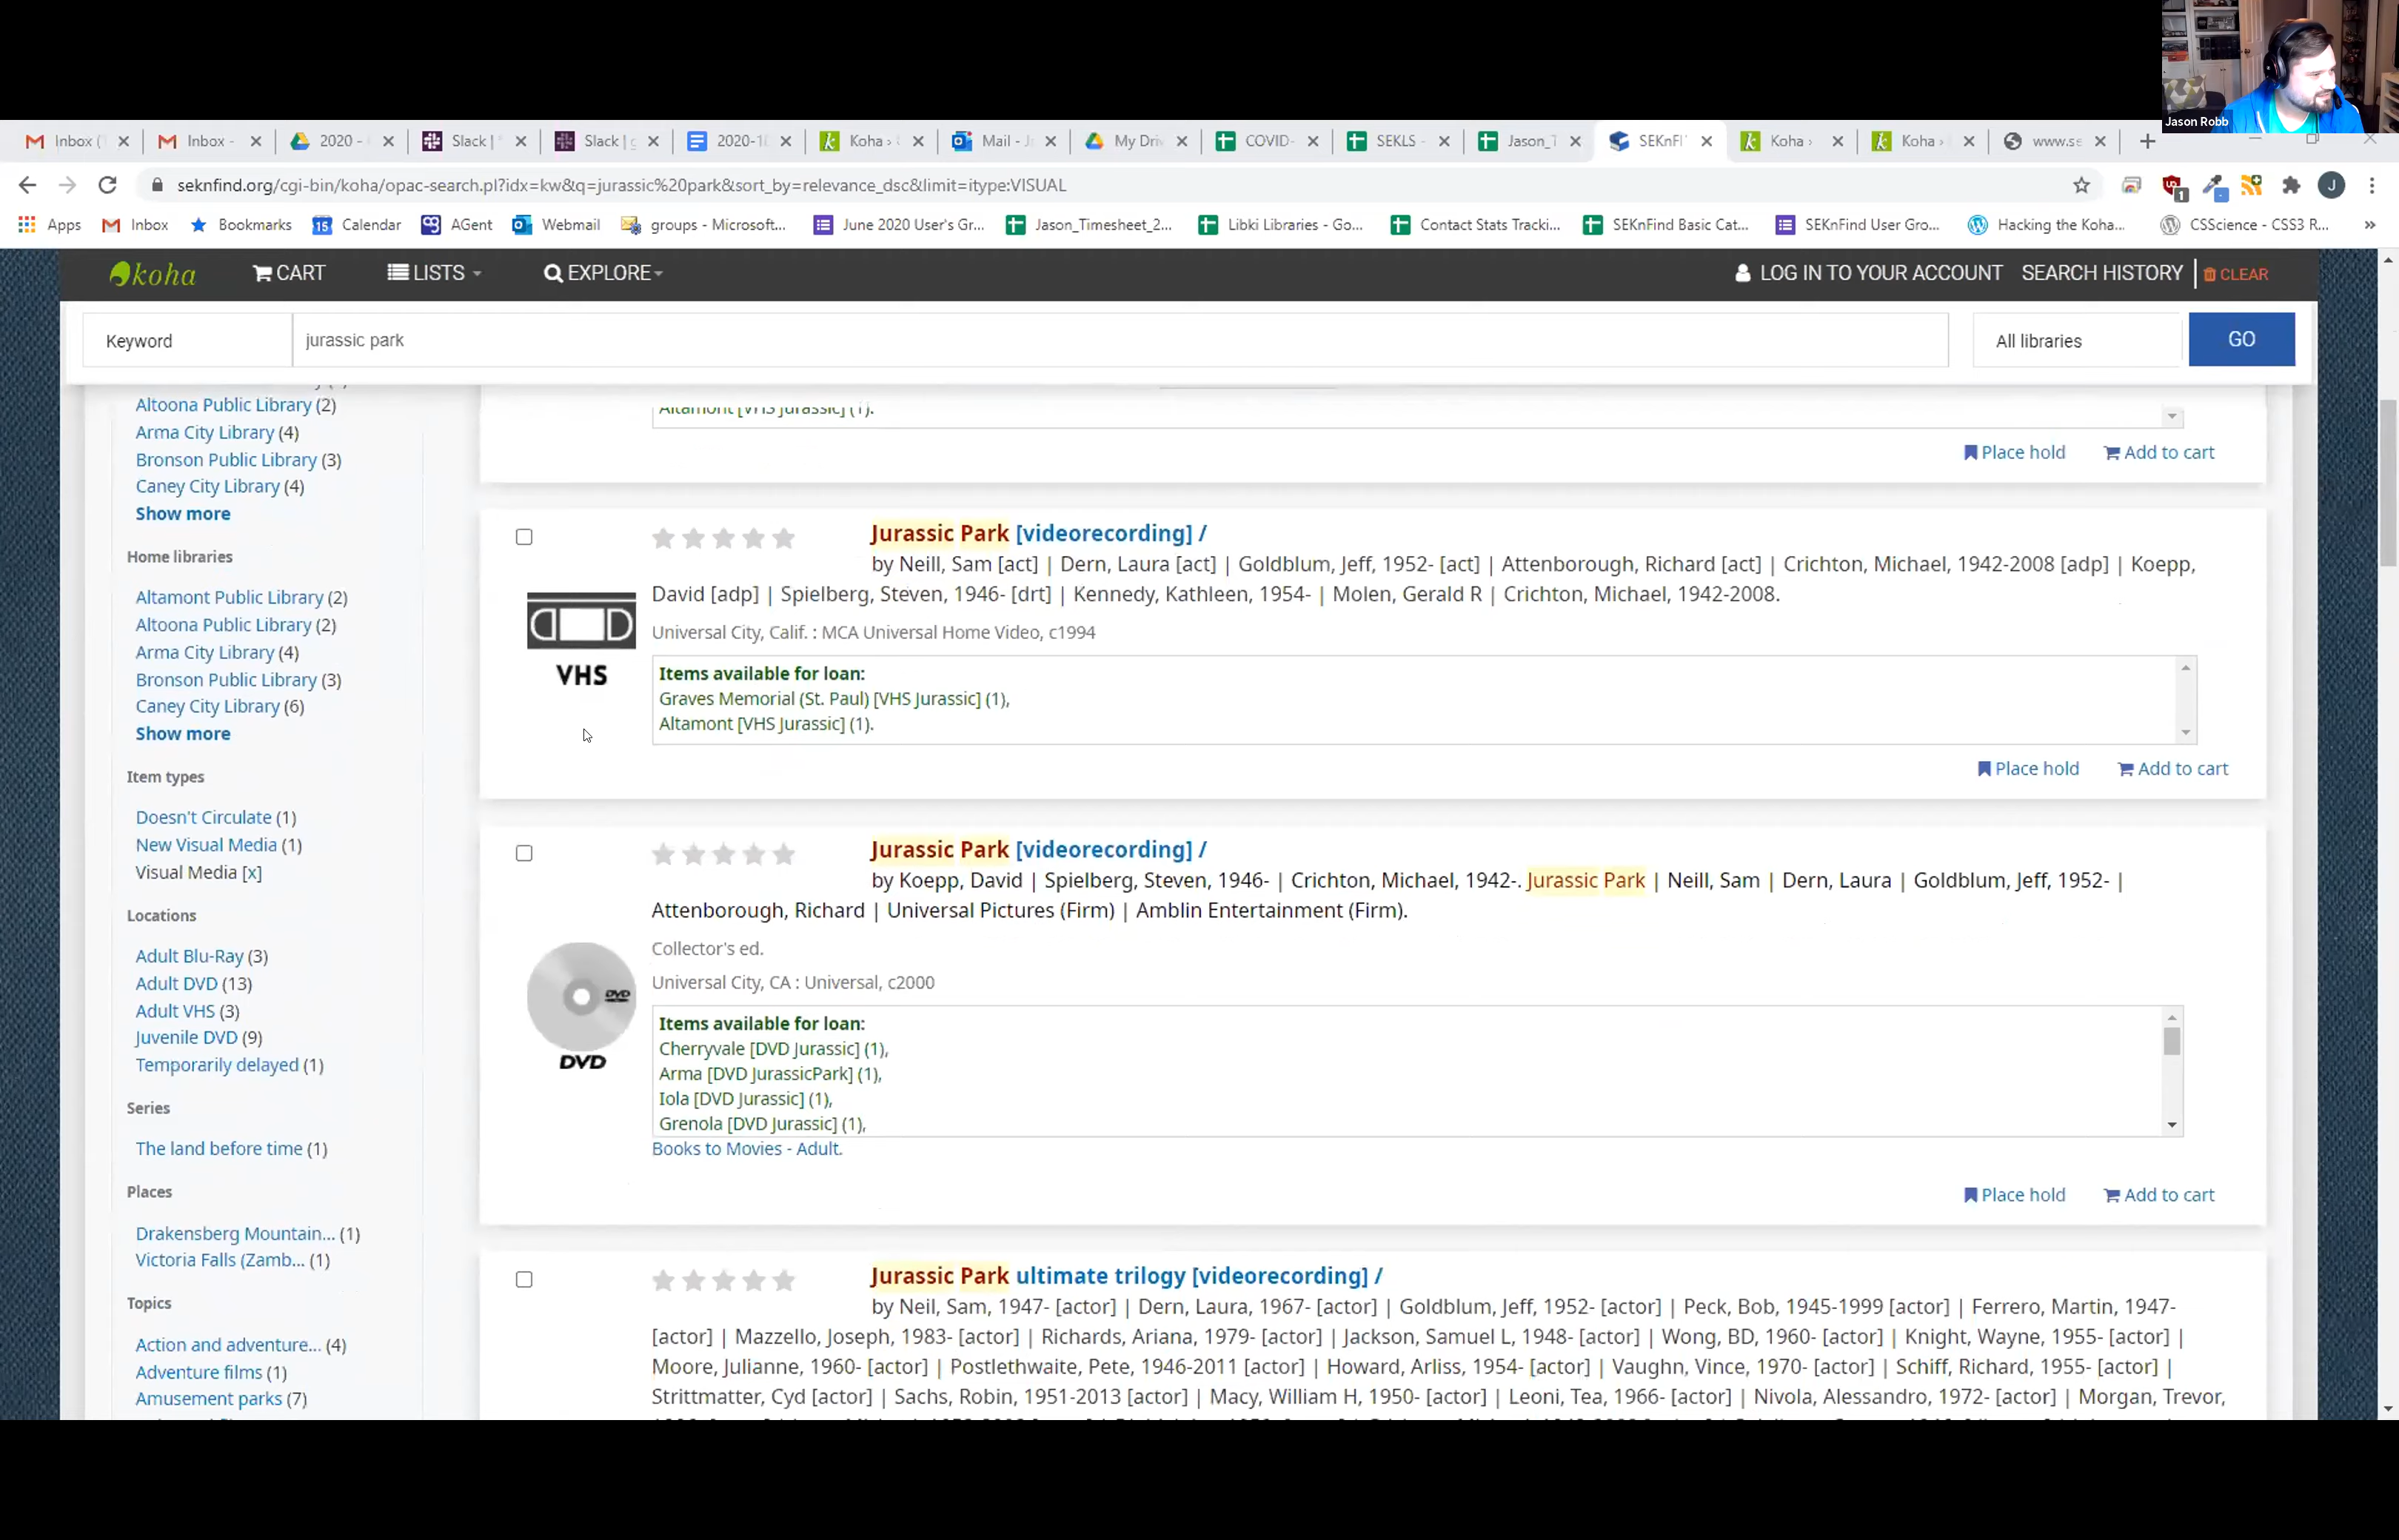 Jason Robb
Inbox ( Inbox - 2020 - Slack | Slack | 2020-1 Koha › Mail - J My Driv COVID- SEKLS - Jason_T SEKnFi Koha › Koha › www.se
seknfind.org/cgi-bin/koha/opac-search.pl?idx=kw&q=jurassic%20park&sort_by=relevance_dsc&limit=itype:VISUAL
Apps Inbox Bookmarks Calendar AGent Webmail groups - Microsoft... June 2020 User's Gr... Jason_Timesheet_2... Libki Libraries - Go... Contact Stats Tracki... SEKnFind Basic Cat... SEKnFind User Gro... Hacking the Koha... CSScience - CSS3 R... »
koha CART LISTS EXPLORE LOG IN TO YOUR ACCOUNT SEARCH HISTORY CLEAR
Keyword jurassic park All libraries GO
Altoona Public Library (2)
Arma City Library (4)
Bronson Public Library (3)
Caney City Library (4)
Show more
Home libraries
Altamont Public Library (2)
Altoona Public Library (2)
Arma City Library (4)
Bronson Public Library (3)
Caney City Library (6)
Show more
Item types
Doesn't Circulate (1)
New Visual Media (1)
Visual Media [x]
Locations
Adult Blu-Ray (3)
Adult DVD (13)
Adult VHS (3)
Juvenile DVD (9)
Temporarily delayed (1)
Series
The land before time (1)
Places
Drakensberg Mountain... (1)
Victoria Falls (Zamb... (1)
Topics
Action and adventure... (4)
Adventure films (1)
Amusement parks (7)
Altamont [VHS Jurassic] (1).
Place hold Add to cart
Jurassic Park [videorecording] /
by Neill, Sam [act] | Dern, Laura [act] | Goldblum, Jeff, 1952- [act] | Attenborough, Richard [act] | Crichton, Michael, 1942-2008 [adp] | Koepp,
David [adp] | Spielberg, Steven, 1946- [drt] | Kennedy, Kathleen, 1954- | Molen, Gerald R | Crichton, Michael, 1942-2008.
Universal City, Calif. : MCA Universal Home Video, c1994
VHS
Items available for loan:
Graves Memorial (St. Paul) [VHS Jurassic] (1),
Altamont [VHS Jurassic] (1).
Place hold Add to cart
Jurassic Park [videorecording] /
by Koepp, David | Spielberg, Steven, 1946- | Crichton, Michael, 1942-. Jurassic Park | Neill, Sam | Dern, Laura | Goldblum, Jeff, 1952- |
Attenborough, Richard | Universal Pictures (Firm) | Amblin Entertainment (Firm).
Collector's ed.
Universal City, CA : Universal, c2000
DVD
DVD
Items available for loan:
Cherryvale [DVD Jurassic] (1),
Arma [DVD JurassicPark] (1),
Iola [DVD Jurassic] (1),
Grenola [DVD Jurassic] (1),
Books to Movies - Adult.
Place hold Add to cart
Jurassic Park ultimate trilogy [videorecording] /
by Neil, Sam, 1947- [actor] | Dern, Laura, 1967- [actor] | Goldblum, Jeff, 1952- [actor] | Peck, Bob, 1945-1999 [actor] | Ferrero, Martin, 1947-
[actor] | Mazzello, Joseph, 1983- [actor] | Richards, Ariana, 1979- [actor] | Jackson, Samuel L, 1948- [actor] | Wong, BD, 1960- [actor] | Knight, Wayne, 1955- [actor] |
Moore, Julianne, 1960- [actor] | Postlethwaite, Pete, 1946-2011 [actor] | Howard, Arliss, 1954- [actor] | Vaughn, Vince, 1970- [actor] | Schiff, Richard, 1955- [actor] |
Strittmatter, Cyd [actor] | Sachs, Robin, 1951-2013 [actor] | Macy, William H, 1950- [actor] | Leoni, Tea, 1966- [actor] | Nivola, Alessandro, 1972- [actor] | Morgan, Trevor,